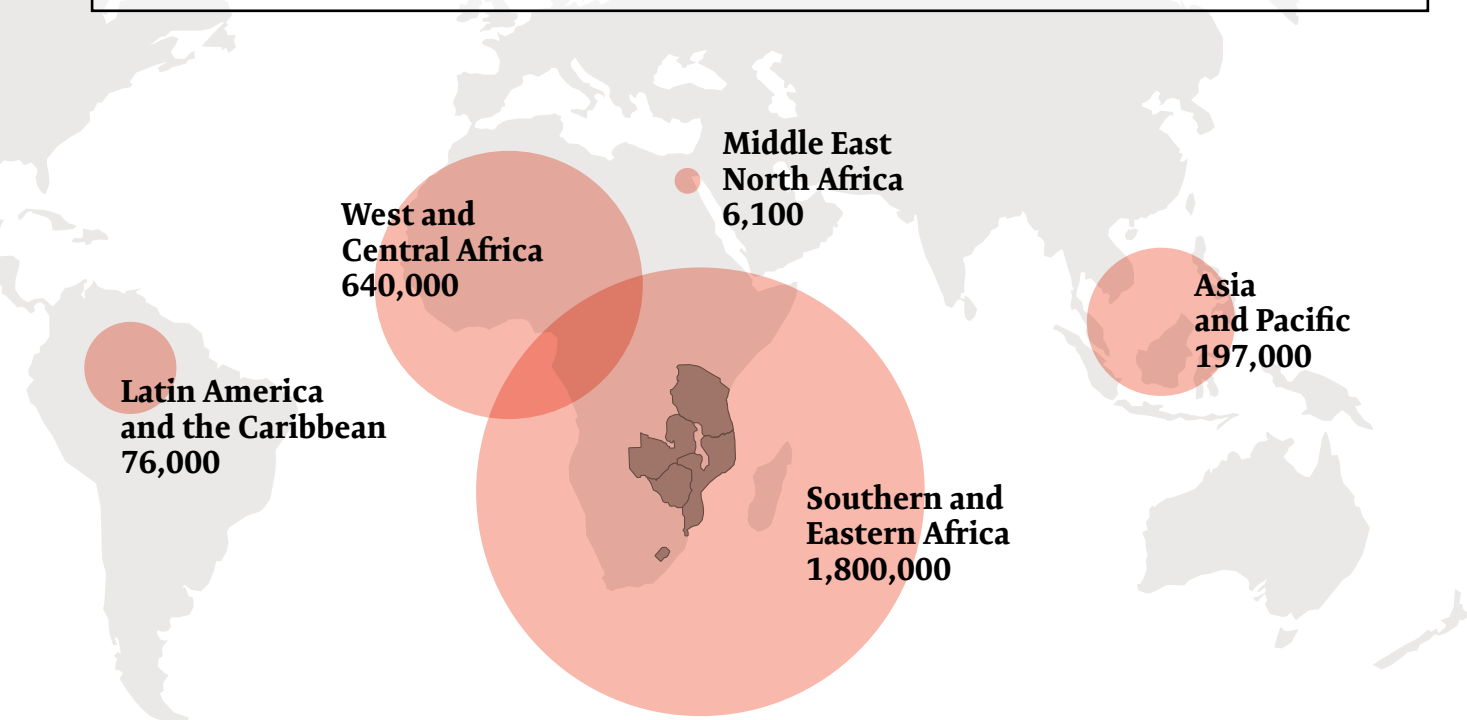 Middle East
North Africa
6,100
West and
Central Africa
640,000
Asia
and Pacific
197,000
Latin America
and the Caribbean
76,000
Southern and
Eastern Africa
1,800,000